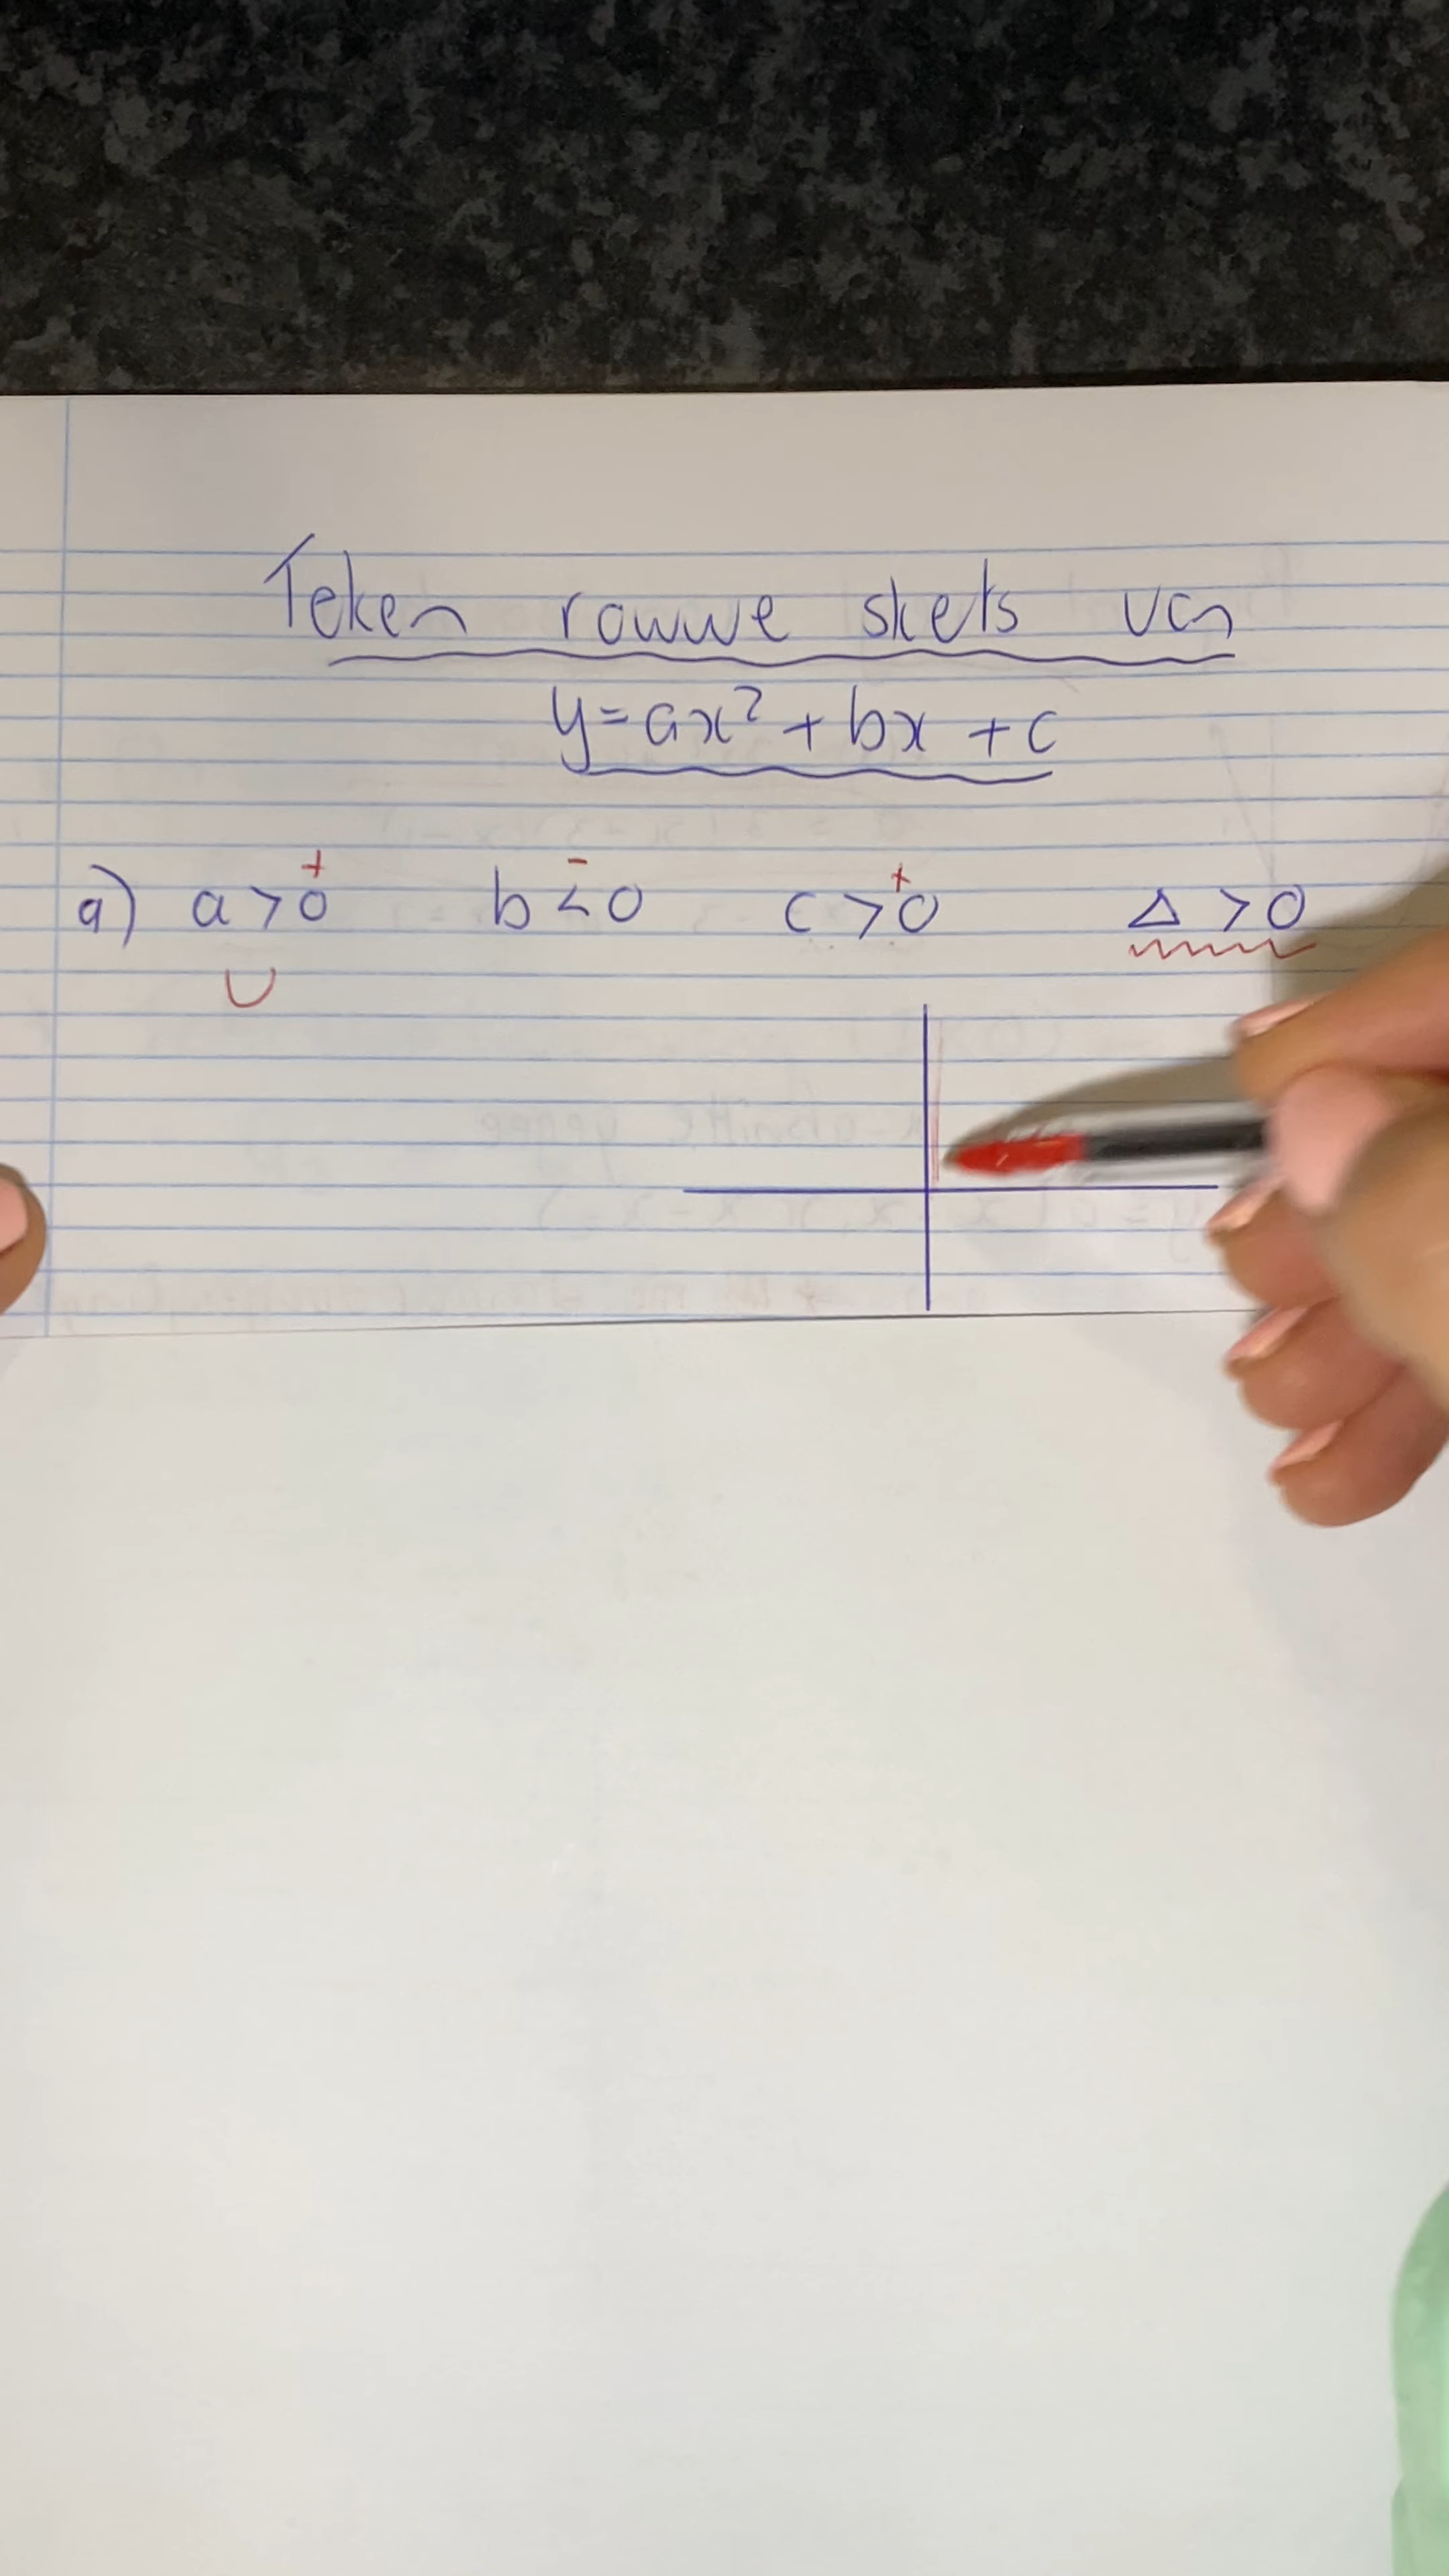 Teken rowwe skets van
y=ax²+bx+c
a) a>0 b<0 c>0 Δ>0
+ - +
∪